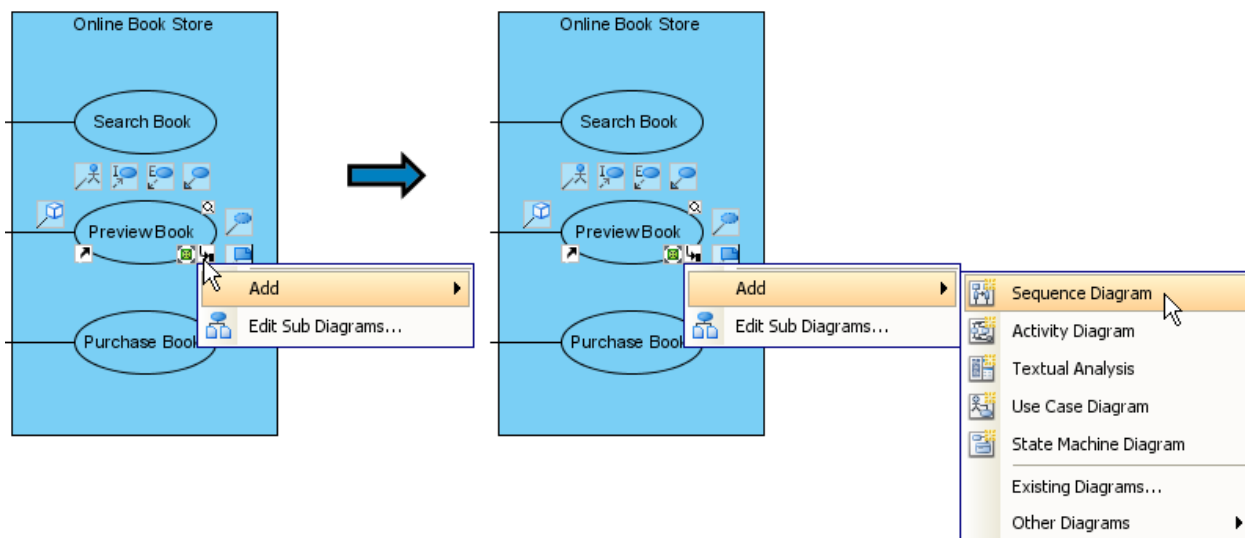 Online Book Store
Search Book
Preview Book
Add
Edit Sub Diagrams...
Purchase Book
Online Book Store
Search Book
Preview Book
Add
Edit Sub Diagrams...
Purchase Book
Sequence Diagram
Activity Diagram
Textual Analysis
Use Case Diagram
State Machine Diagram
Existing Diagrams...
Other Diagrams